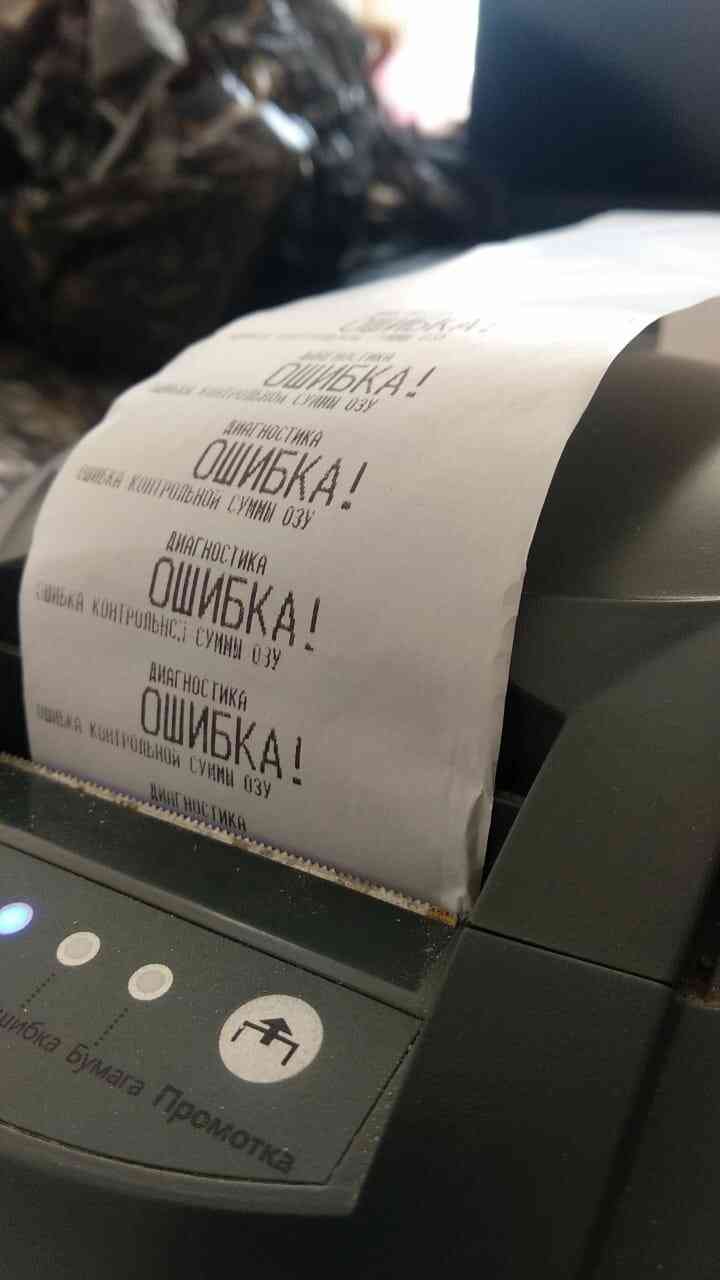 ОШИБКА!
ДИАГНОСТИКА
ОШИБКА!
ОШИБКА КОНТРОЛЬНОЙ СУММЫ ОЗУ
ДИАГНОСТИКА
ОШИБКА!
ОШИБКА КОНТРОЛЬНОЙ СУММЫ ОЗУ
ДИАГНОСТИКА
ОШИБКА!
ОШИБКА КОНТРОЛЬНОЙ СУММЫ ОЗУ
ДИАГНОСТИКА
ОШИБКА!
ОШИБКА КОНТРОЛЬНОЙ СУММЫ ОЗУ
ДИАГНОСТИКА
шибка Бумага Промотка